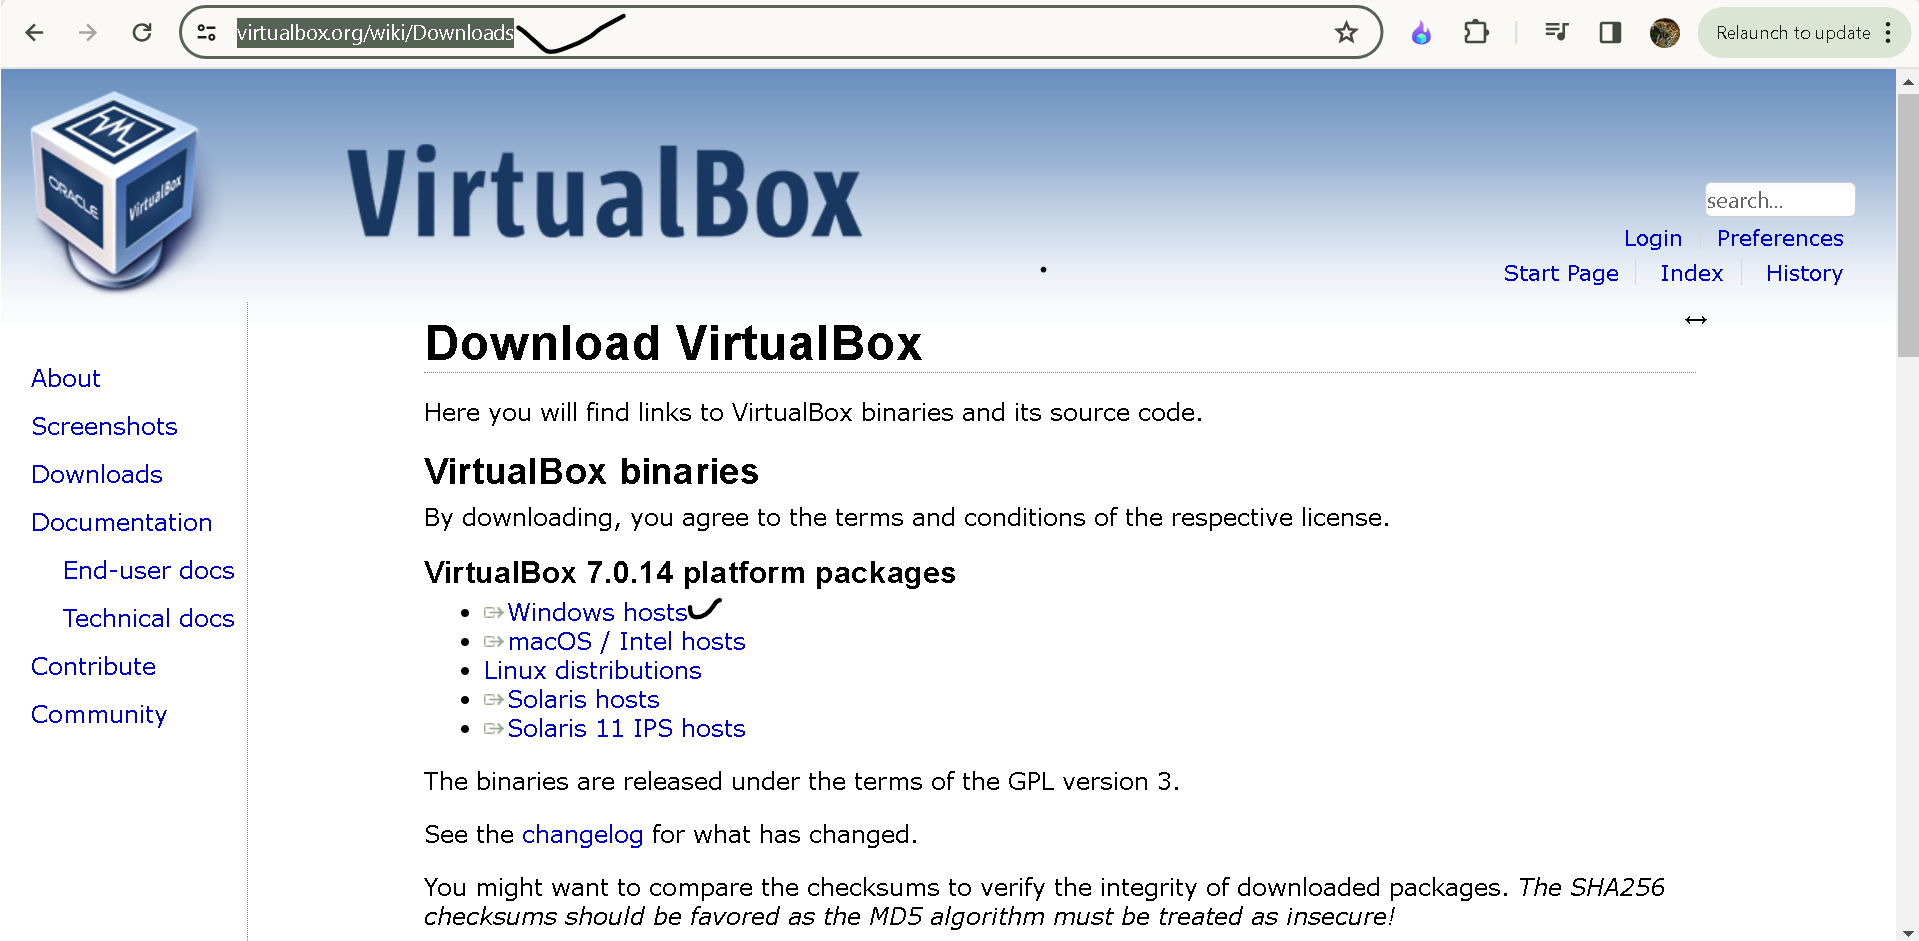 virtualbox.org/wiki/Downloads
Relaunch to update
ORACLE
VirtualBox
VirtualBox
search...
Login
Preferences
Start Page
Index
History
About
Screenshots
Downloads
Documentation
End-user docs
Technical docs
Contribute
Community
Download VirtualBox
Here you will find links to VirtualBox binaries and its source code.
VirtualBox binaries
By downloading, you agree to the terms and conditions of the respective license.
VirtualBox 7.0.14 platform packages
Windows hosts
macOS / Intel hosts
Linux distributions
Solaris hosts
Solaris 11 IPS hosts
The binaries are released under the terms of the GPL version 3.
See the changelog for what has changed.
You might want to compare the checksums to verify the integrity of downloaded packages. The SHA256
checksums should be favored as the MD5 algorithm must be treated as insecure!